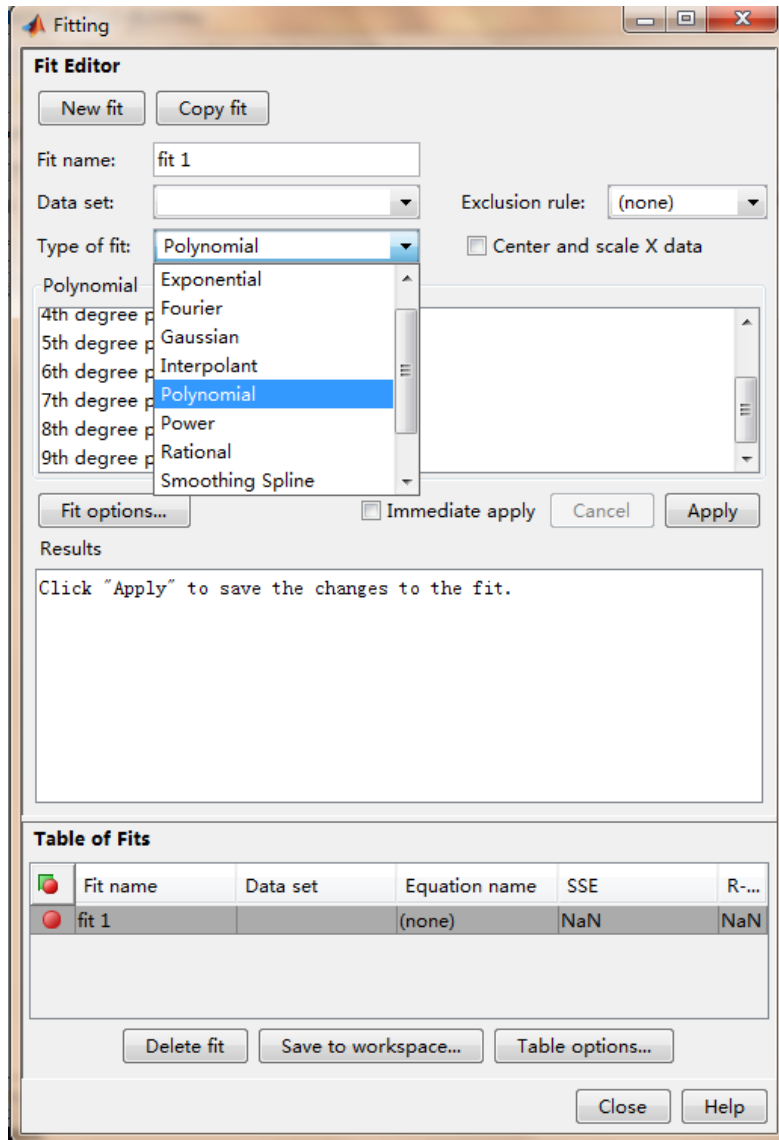 Fitting
Fit Editor
New fit Copy fit
Fit name: fit 1
Data set: Exclusion rule: (none)
Type of fit: Polynomial Center and scale X data
Polynomial
Exponential
Fourier
Gaussian
Interpolant
Polynomial
Power
Rational
Smoothing Spline
4th degree p
5th degree p
6th degree p
7th degree p
8th degree p
9th degree p
Fit options... Immediate apply Cancel Apply
Results
Click "Apply" to save the changes to the fit.
Table of Fits
Fit name Data set Equation name SSE R-...
fit 1 (none) NaN NaN
Delete fit Save to workspace... Table options...
Close Help